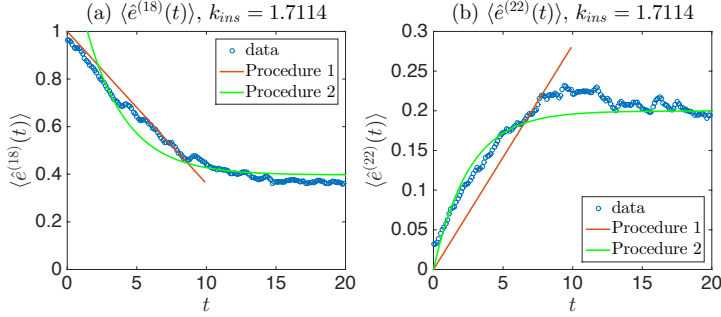 (a) ⟨ê^(18)(t)⟩, k_ins = 1.7114
1
0.8
0.6
0.4
0.2
0
⟨ê^(18)(t)⟩
data
Procedure 1
Procedure 2
0 5 10 15 20
t
(b) ⟨ê^(22)(t)⟩, k_ins = 1.7114
0.3
0.25
0.2
0.15
0.1
0.05
0
⟨ê^(22)(t)⟩
data
Procedure 1
Procedure 2
0 5 10 15 20
t